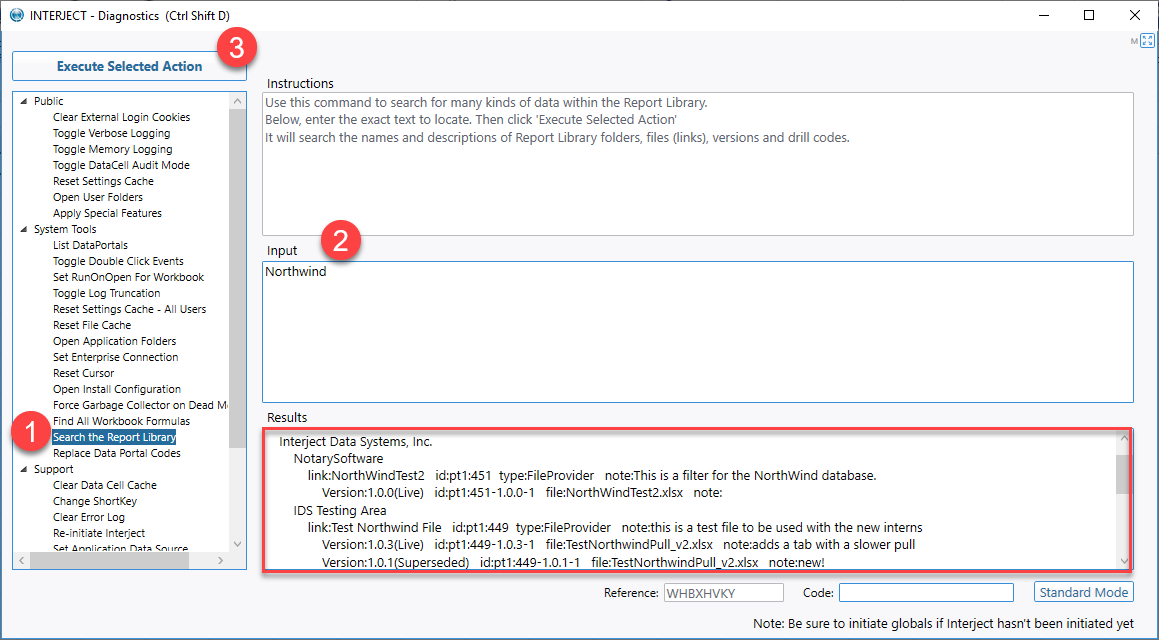 INTERJECT - Diagnostics (Ctrl Shift D)
3
M
Execute Selected Action
Public
Clear External Login Cookies
Toggle Verbose Logging
Toggle Memory Logging
Toggle DataCell Audit Mode
Reset Settings Cache
Open User Folders
Apply Special Features
System Tools
List DataPortals
Toggle Double Click Events
Set RunOnOpen For Workbook
Toggle Log Truncation
Reset Settings Cache - All Users
Reset File Cache
Open Application Folders
Set Enterprise Connection
Reset Cursor
Open Install Configuration
Force Garbage Collector on Dead M
Find All Workbook Formulas
1
Search the Report Library
Replace Data Portal Codes
Support
Clear Data Cell Cache
Change ShortKey
Clear Error Log
Re-initiate Interject
Set Application Data Source
Instructions
Use this command to search for many kinds of data within the Report Library.
Below, enter the exact text to locate. Then click 'Execute Selected Action'
It will search the names and descriptions of Report Library folders, files (links), versions and drill codes.
Input
2
Northwind
Results
Interject Data Systems, Inc.
NotarySoftware
link:NorthWindTest2 id:pt1:451 type:FileProvider note:This is a filter for the NorthWind database.
Version:1.0.0(Live) id:pt1:451-1.0.0-1 file:NorthWindTest2.xlsx note:
IDS Testing Area
link:Test Northwind File id:pt1:449 type:FileProvider note:this is a test file to be used with the new interns
Version:1.0.3(Live) id:pt1:449-1.0.3-1 file:TestNorthwindPull_v2.xlsx note:adds a tab with a slower pull
Version:1.0.1(Superseded) id:pt1:449-1.0.1-1 file:TestNorthwindPull_v2.xlsx note:new!
Reference: WHBXHVKY Code: Standard Mode
Note: Be sure to initiate globals if Interject hasn't been initiated yet